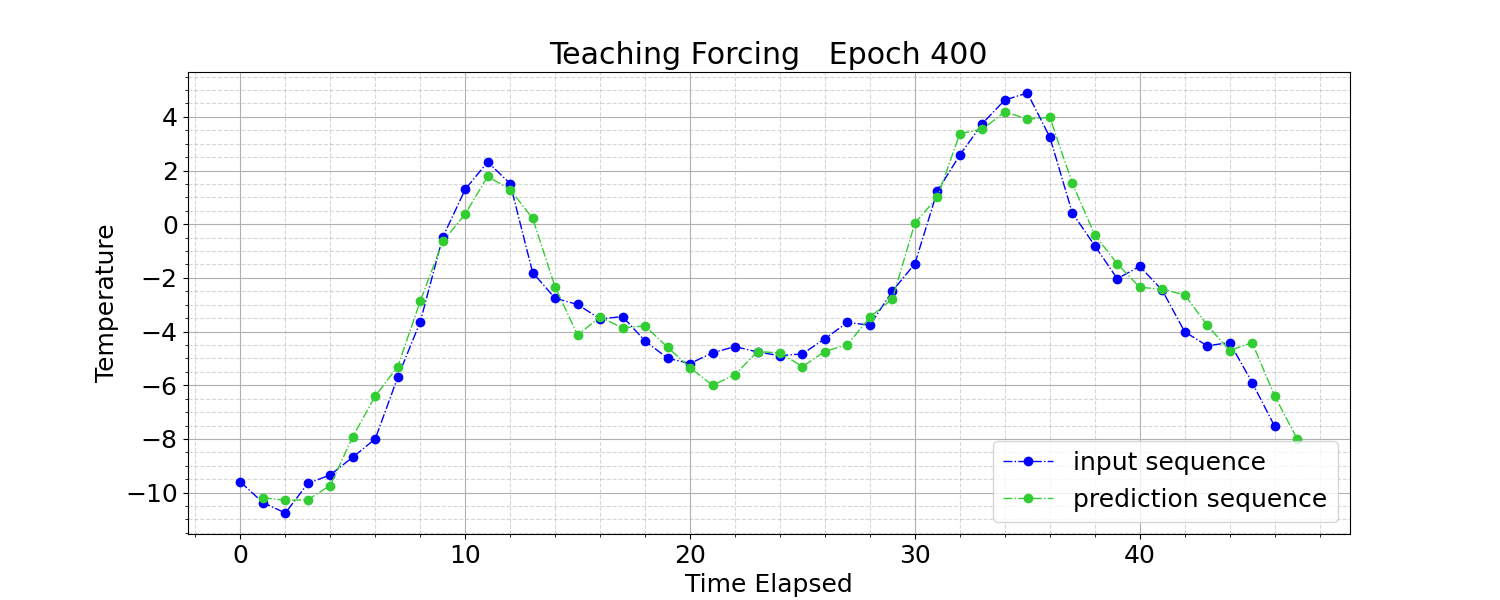 Teaching Forcing   Epoch 400
Temperature
4
2
0
−2
−4
−6
−8
−10
0 10 20 30 40
Time Elapsed
input sequence
prediction sequence